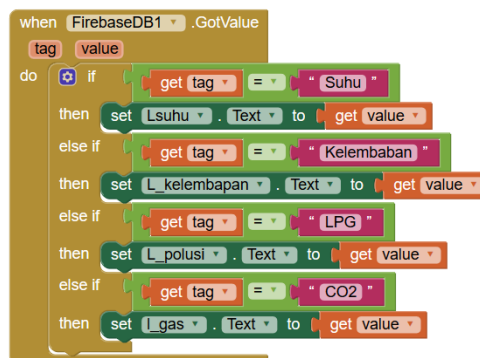 when FirebaseDB1 .GotValue
tag value
do if get tag = " Suhu "
then set Lsuhu . Text to get value
else if get tag = " Kelembaban "
then set L_kelembapan . Text to get value
else if get tag = " LPG "
then set L_polusi . Text to get value
else if get tag = " CO2 "
then set l_gas . Text to get value